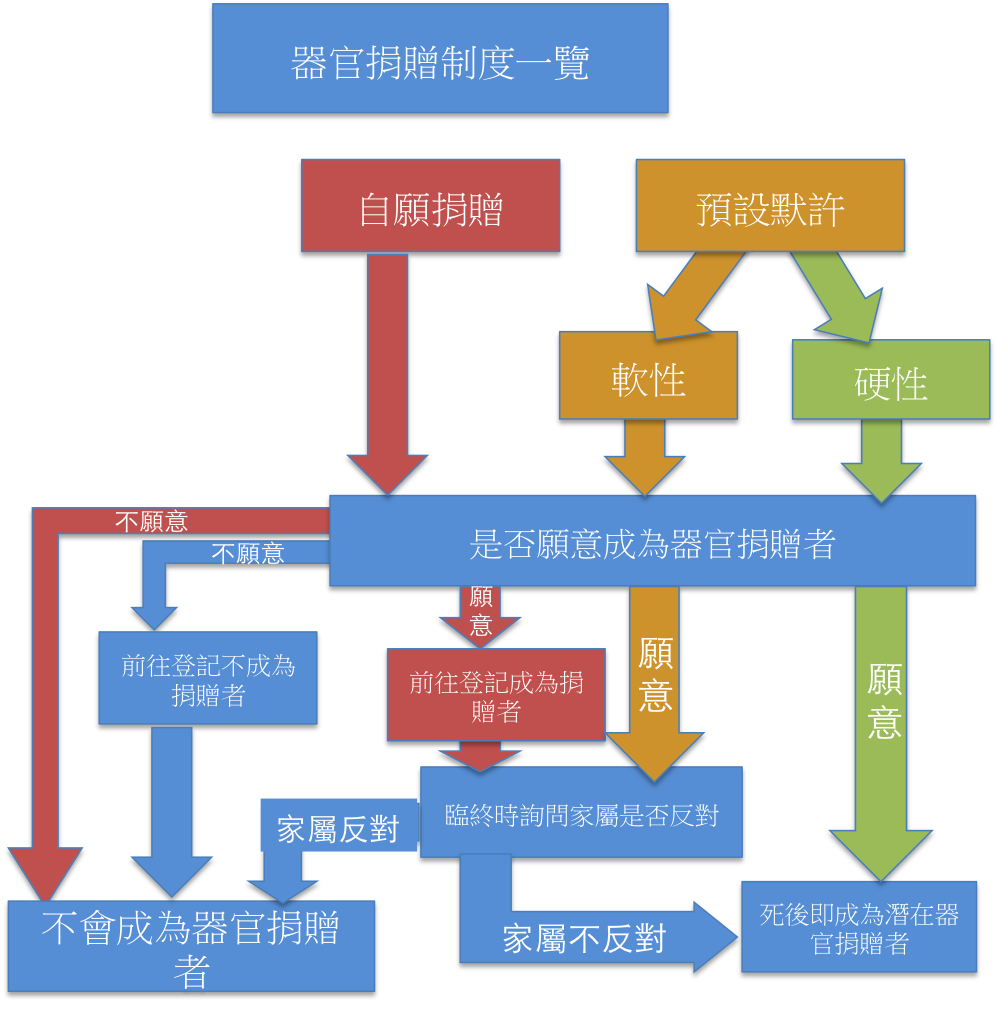 器官捐贈制度一覽
自願捐贈
預設默許
軟性
硬性
不願意
是否願意成為器官捐贈者
不願意
願
意
願
意
願
意
前往登記不成為
捐贈者
前往登記成為捐
贈者
臨終時詢問家屬是否反對
家屬反對
不會成為器官捐贈
者
家屬不反對
死後即成為潛在器
官捐贈者